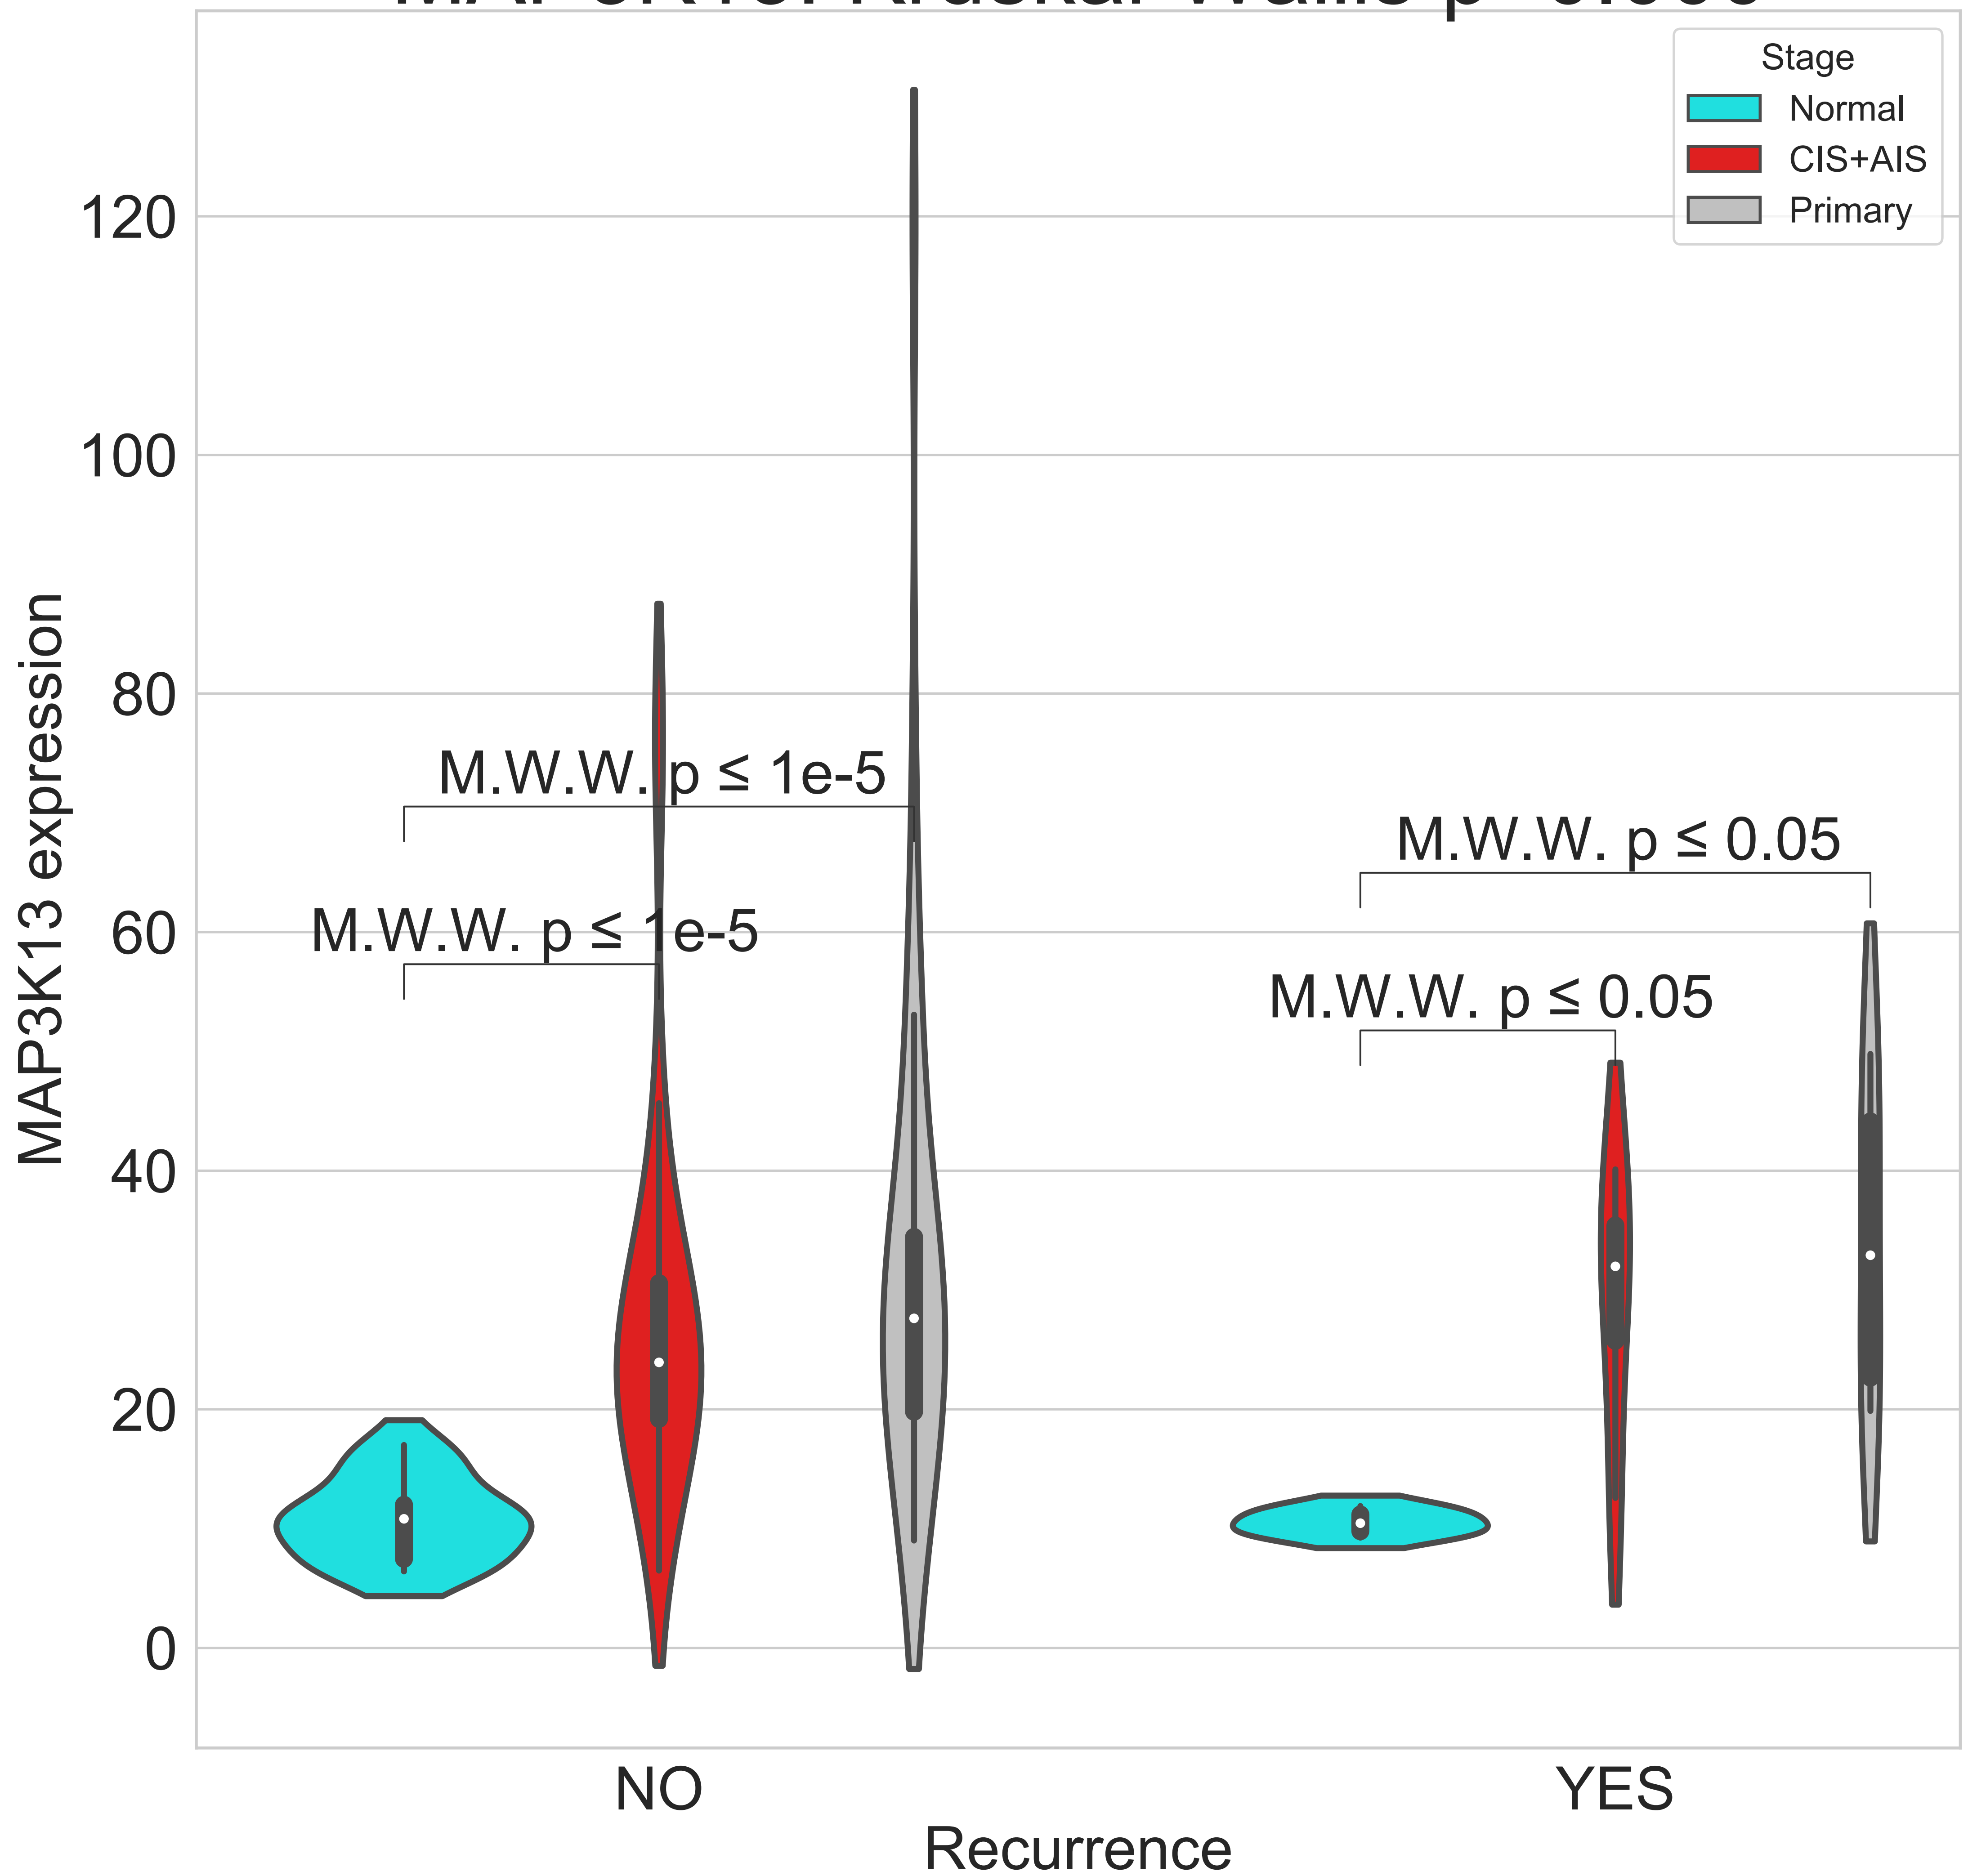 Stage
Normal
CIS+AIS
Primary
120
100
80
60
40
20
0
MAP3K13 expression
M.W.W. p ≤ 1e-5
M.W.W. p ≤ 1e-5
M.W.W. p ≤ 0.05
M.W.W. p ≤ 0.05
NO
YES
Recurrence